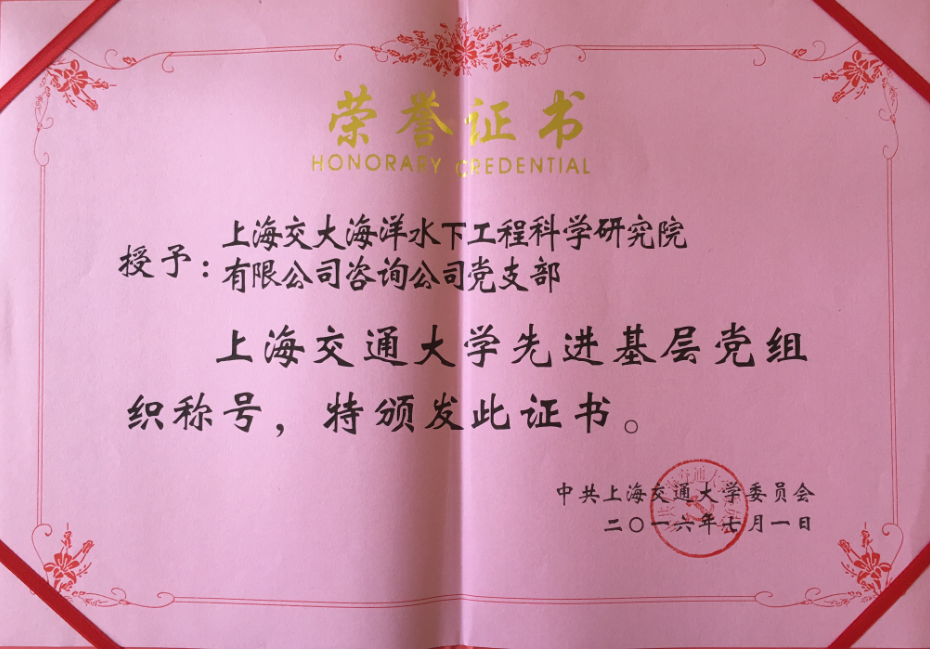 荣誉证书
HONORARY CREDENTIAL
授予：上海交大海洋水下工程科学研究院
有限公司咨询公司党支部
上海交通大学先进基层党组
织称号，特颁发此证书。
中共上海交通大学委员会
二〇一六年七月一日